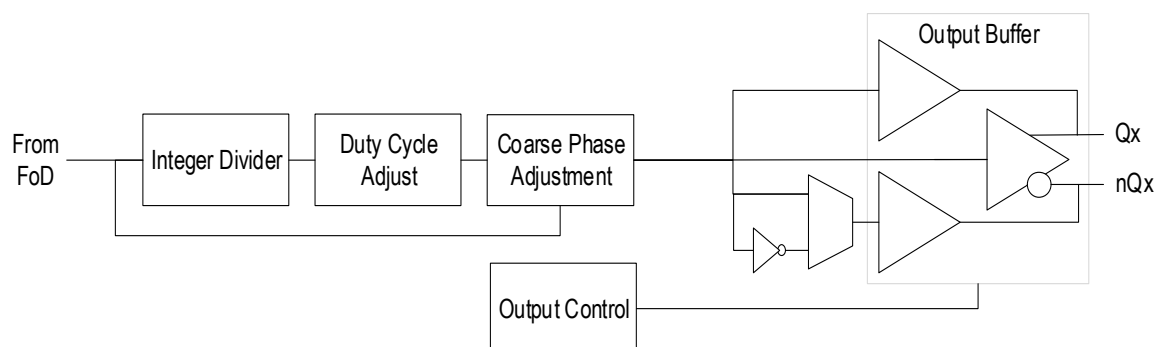 Output Buffer
From
FoD
Integer Divider
Duty Cycle
Adjust
Coarse Phase
Adjustment
Qx
nQx
Output Control